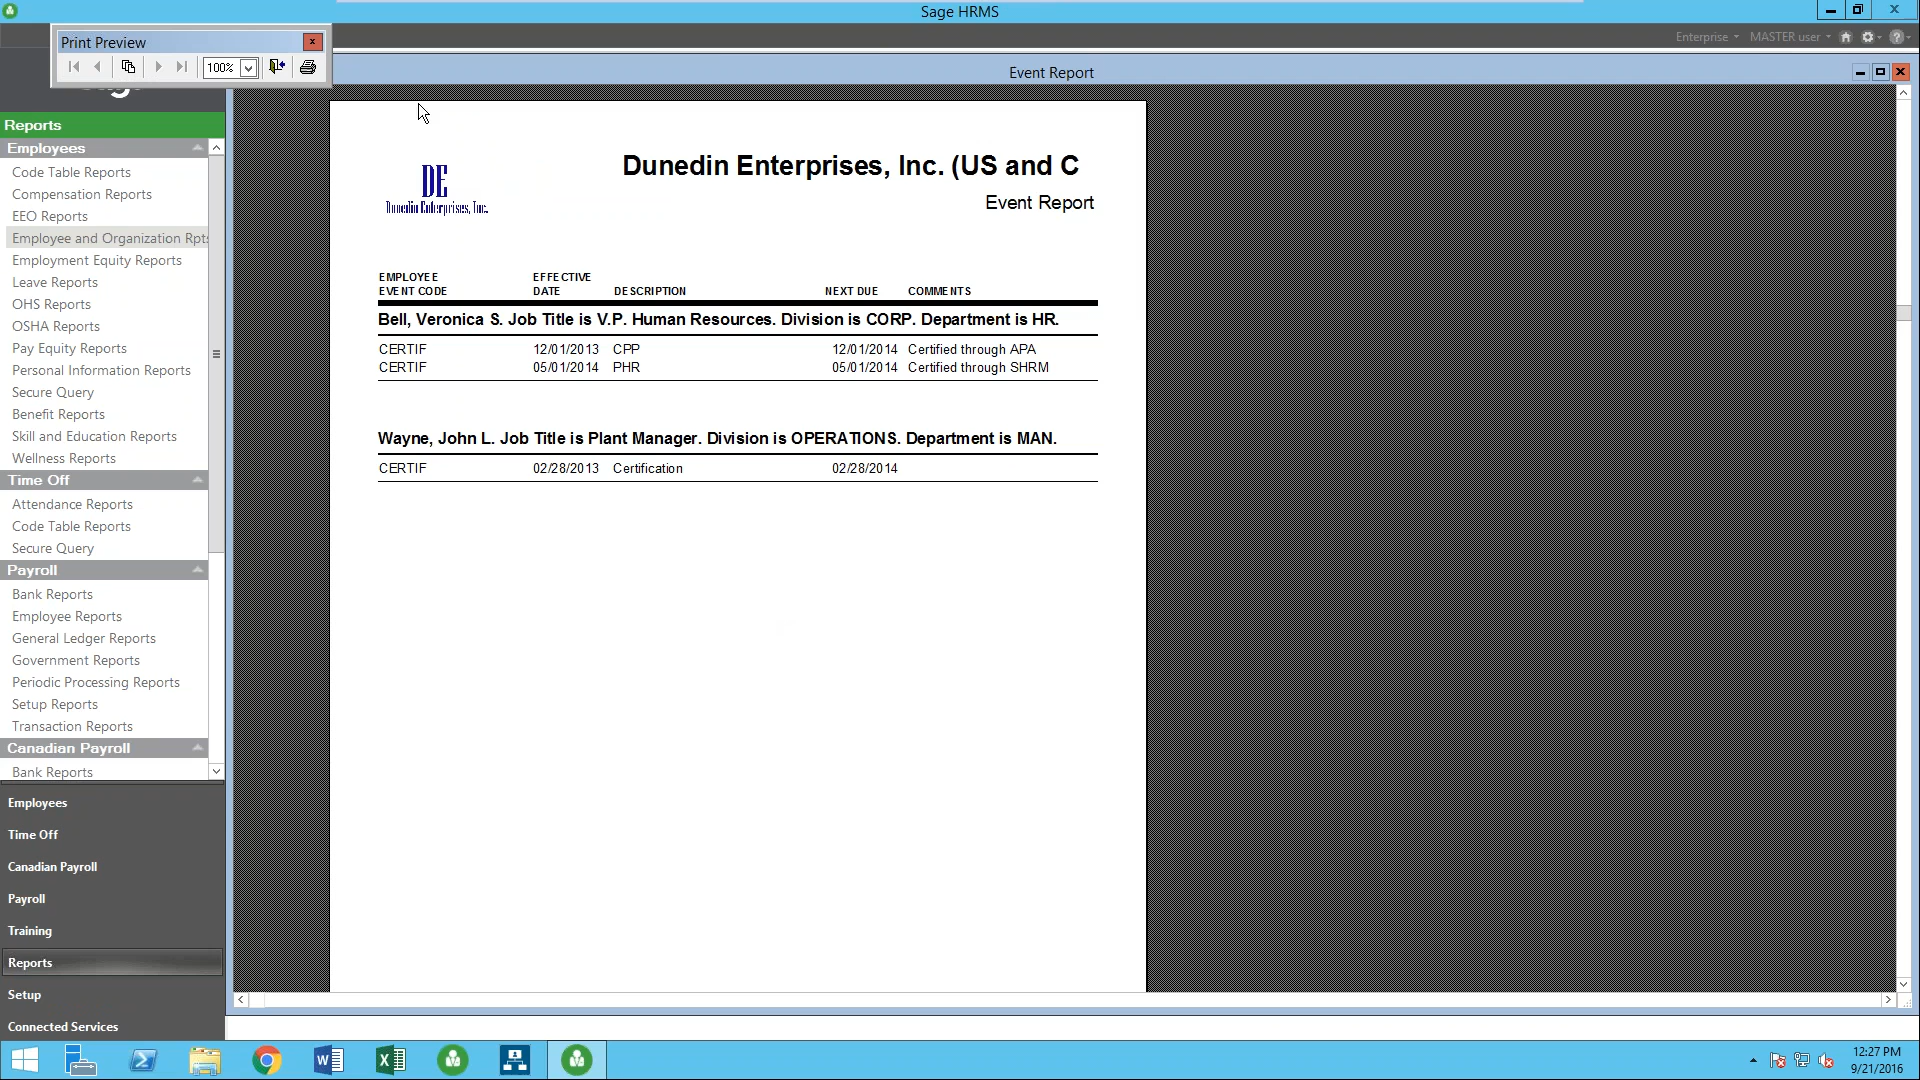 Sage HRMS
Enterprise
MASTER user
Print Preview
100%
Event Report
Reports
Employees
Code Table Reports
Compensation Reports
EEO Reports
Employee and Organization Rpts
Employment Equity Reports
Leave Reports
OHS Reports
OSHA Reports
Pay Equity Reports
Personal Information Reports
Secure Query
Benefit Reports
Skill and Education Reports
Wellness Reports
Time Off
Attendance Reports
Code Table Reports
Secure Query
Payroll
Bank Reports
Employee Reports
General Ledger Reports
Government Reports
Periodic Processing Reports
Setup Reports
Transaction Reports
Canadian Payroll
Bank Reports
Employees
Time Off
Canadian Payroll
Payroll
Training
Reports
Setup
Connected Services
DE
Dunedin Enterprises, Inc.
Dunedin Enterprises, Inc. (US and C
Event Report
EMPLOYEE EFFECTIVE
EVENT CODE DATE DESCRIPTION NEXT DUE COMMENTS
Bell, Veronica S. Job Title is V.P. Human Resources. Division is CORP. Department is HR.
CERTIF 12/01/2013 CPP 12/01/2014 Certified through APA
CERTIF 05/01/2014 PHR 05/01/2014 Certified through SHRM
Wayne, John L. Job Title is Plant Manager. Division is OPERATIONS. Department is MAN.
CERTIF 02/28/2013 Certification 02/28/2014
12:27 PM
9/21/2016